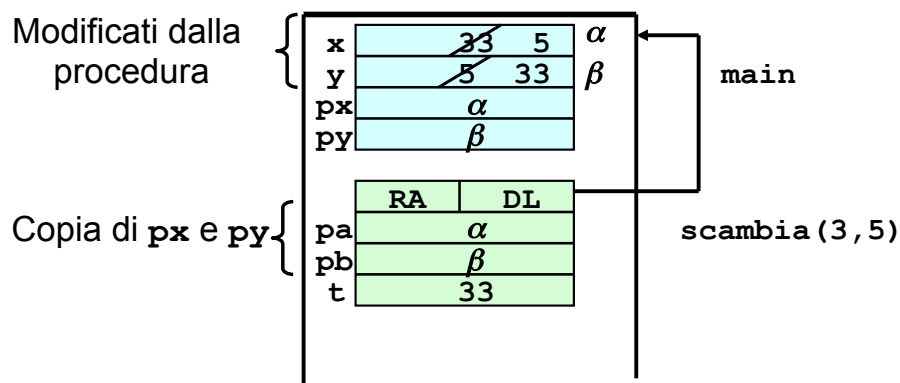 Modificati dalla
procedura
x 33 5 α
y 5 33 β
px α
py β
main
RA DL
Copia di px e py
pa α
pb β
t 33
scambia(3,5)